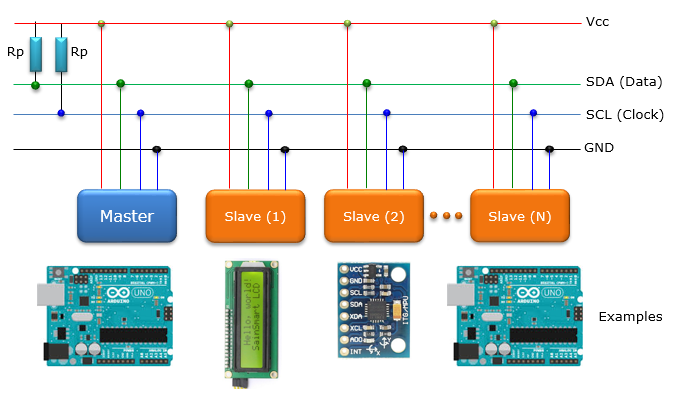 Vcc
Rp
Rp
SDA (Data)
SCL (Clock)
GND
Master
Slave (1)
Slave (2)
Slave (N)
UNO
ARDUINO
Hello, world!
SainSmart LCD
VCC
GND
SCL
SDA
XDA
XCL
ADO
INT
ITG/MPU
X
Y
UNO
ARDUINO
Examples